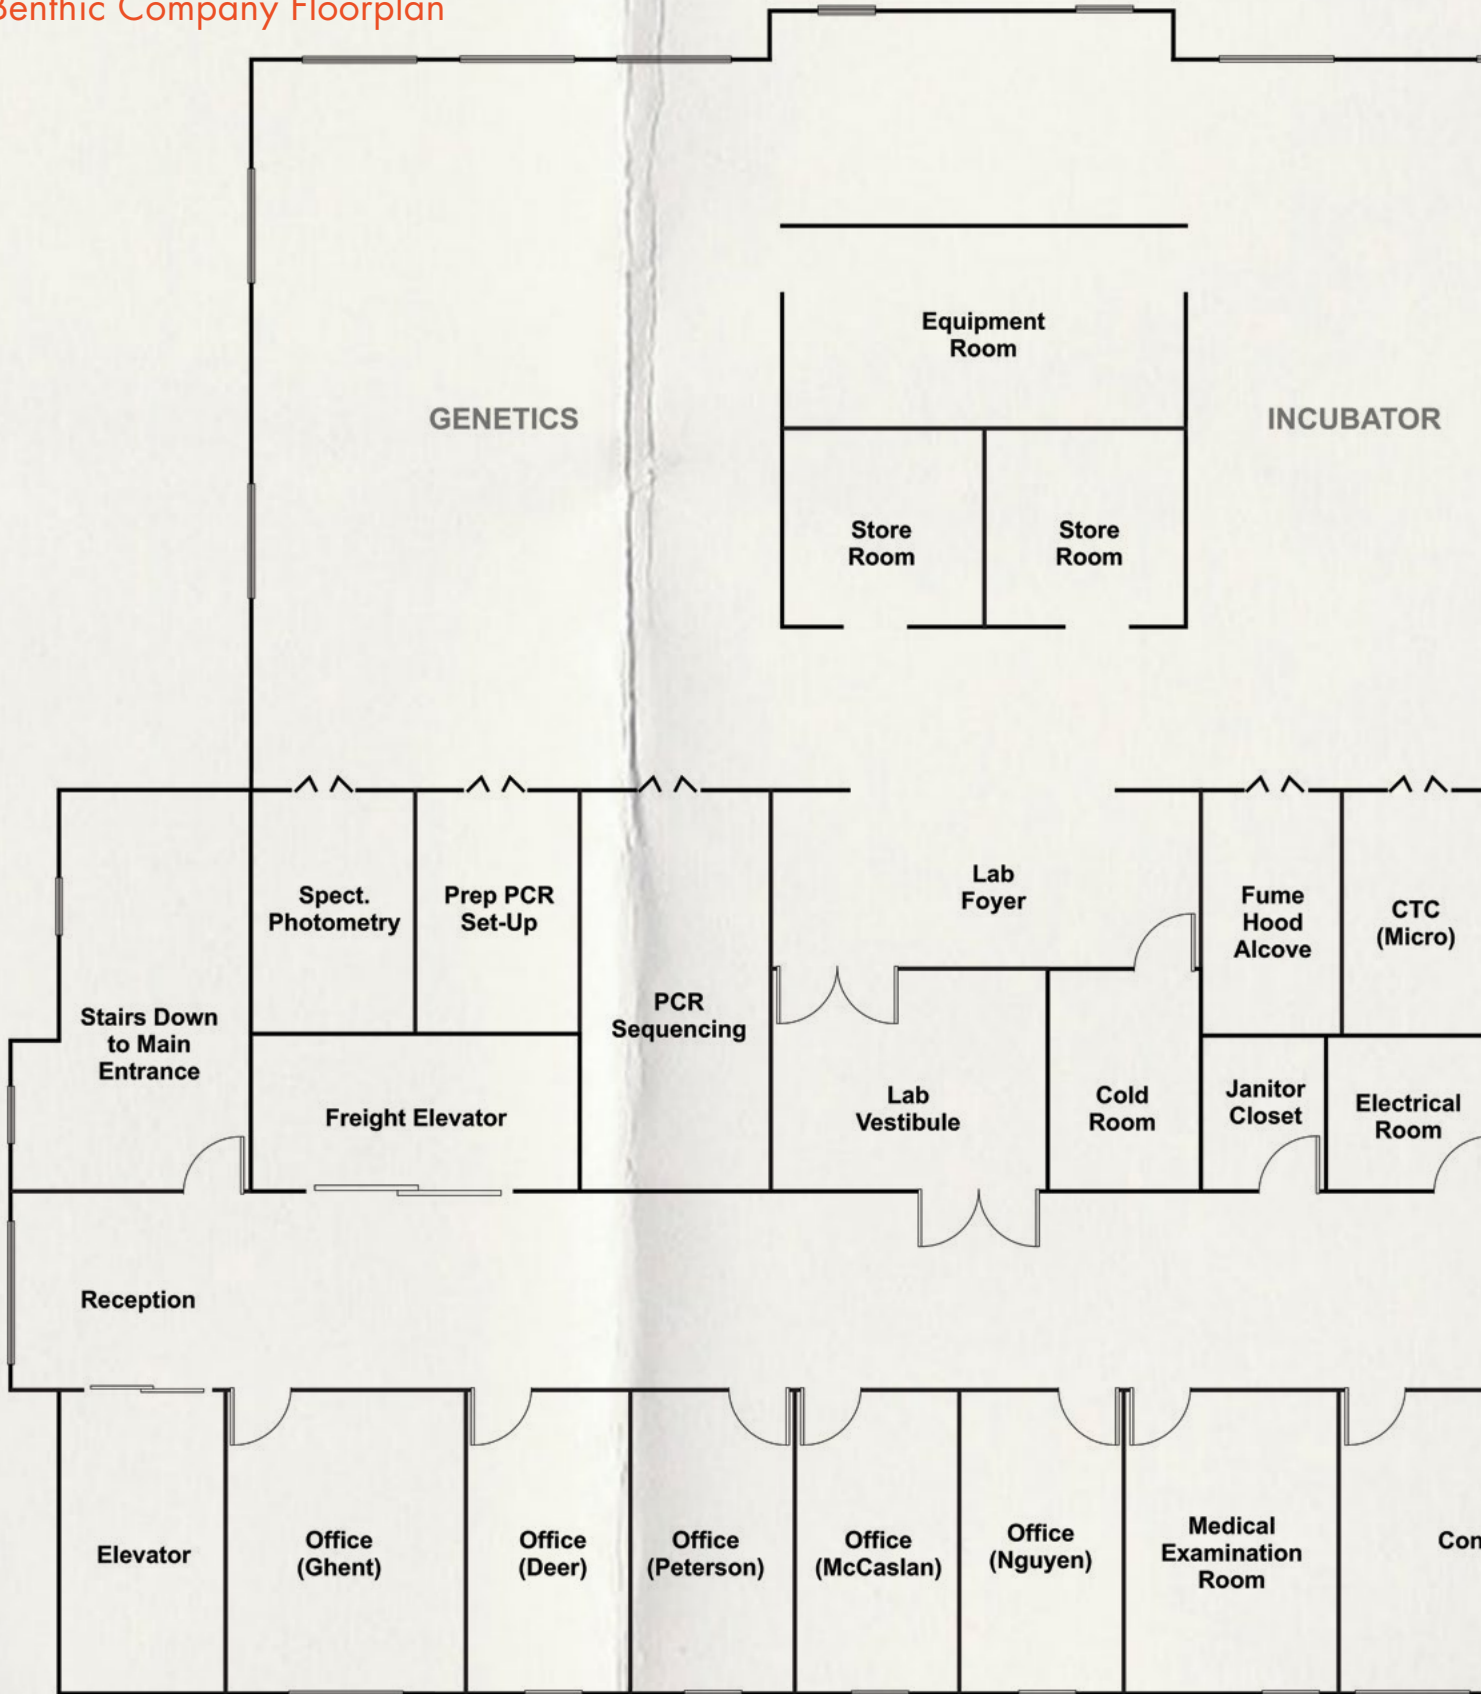 Benthic Company Floorplan
Equipment
Room
GENETICS
INCUBATOR
Store
Room
Store
Room
Lab
Foyer
Spect.
Photometry
Prep PCR
Set-Up
Fume
Hood
Alcove
CTC
(Micro)
PCR
Sequencing
Stairs Down
to Main
Entrance
Freight Elevator
Lab
Vestibule
Cold
Room
Janitor
Closet
Electrical
Room
Reception
Elevator
Office
(Ghent)
Office
(Deer)
Office
(Peterson)
Office
(McCaslan)
Office
(Nguyen)
Medical
Examination
Room
Con